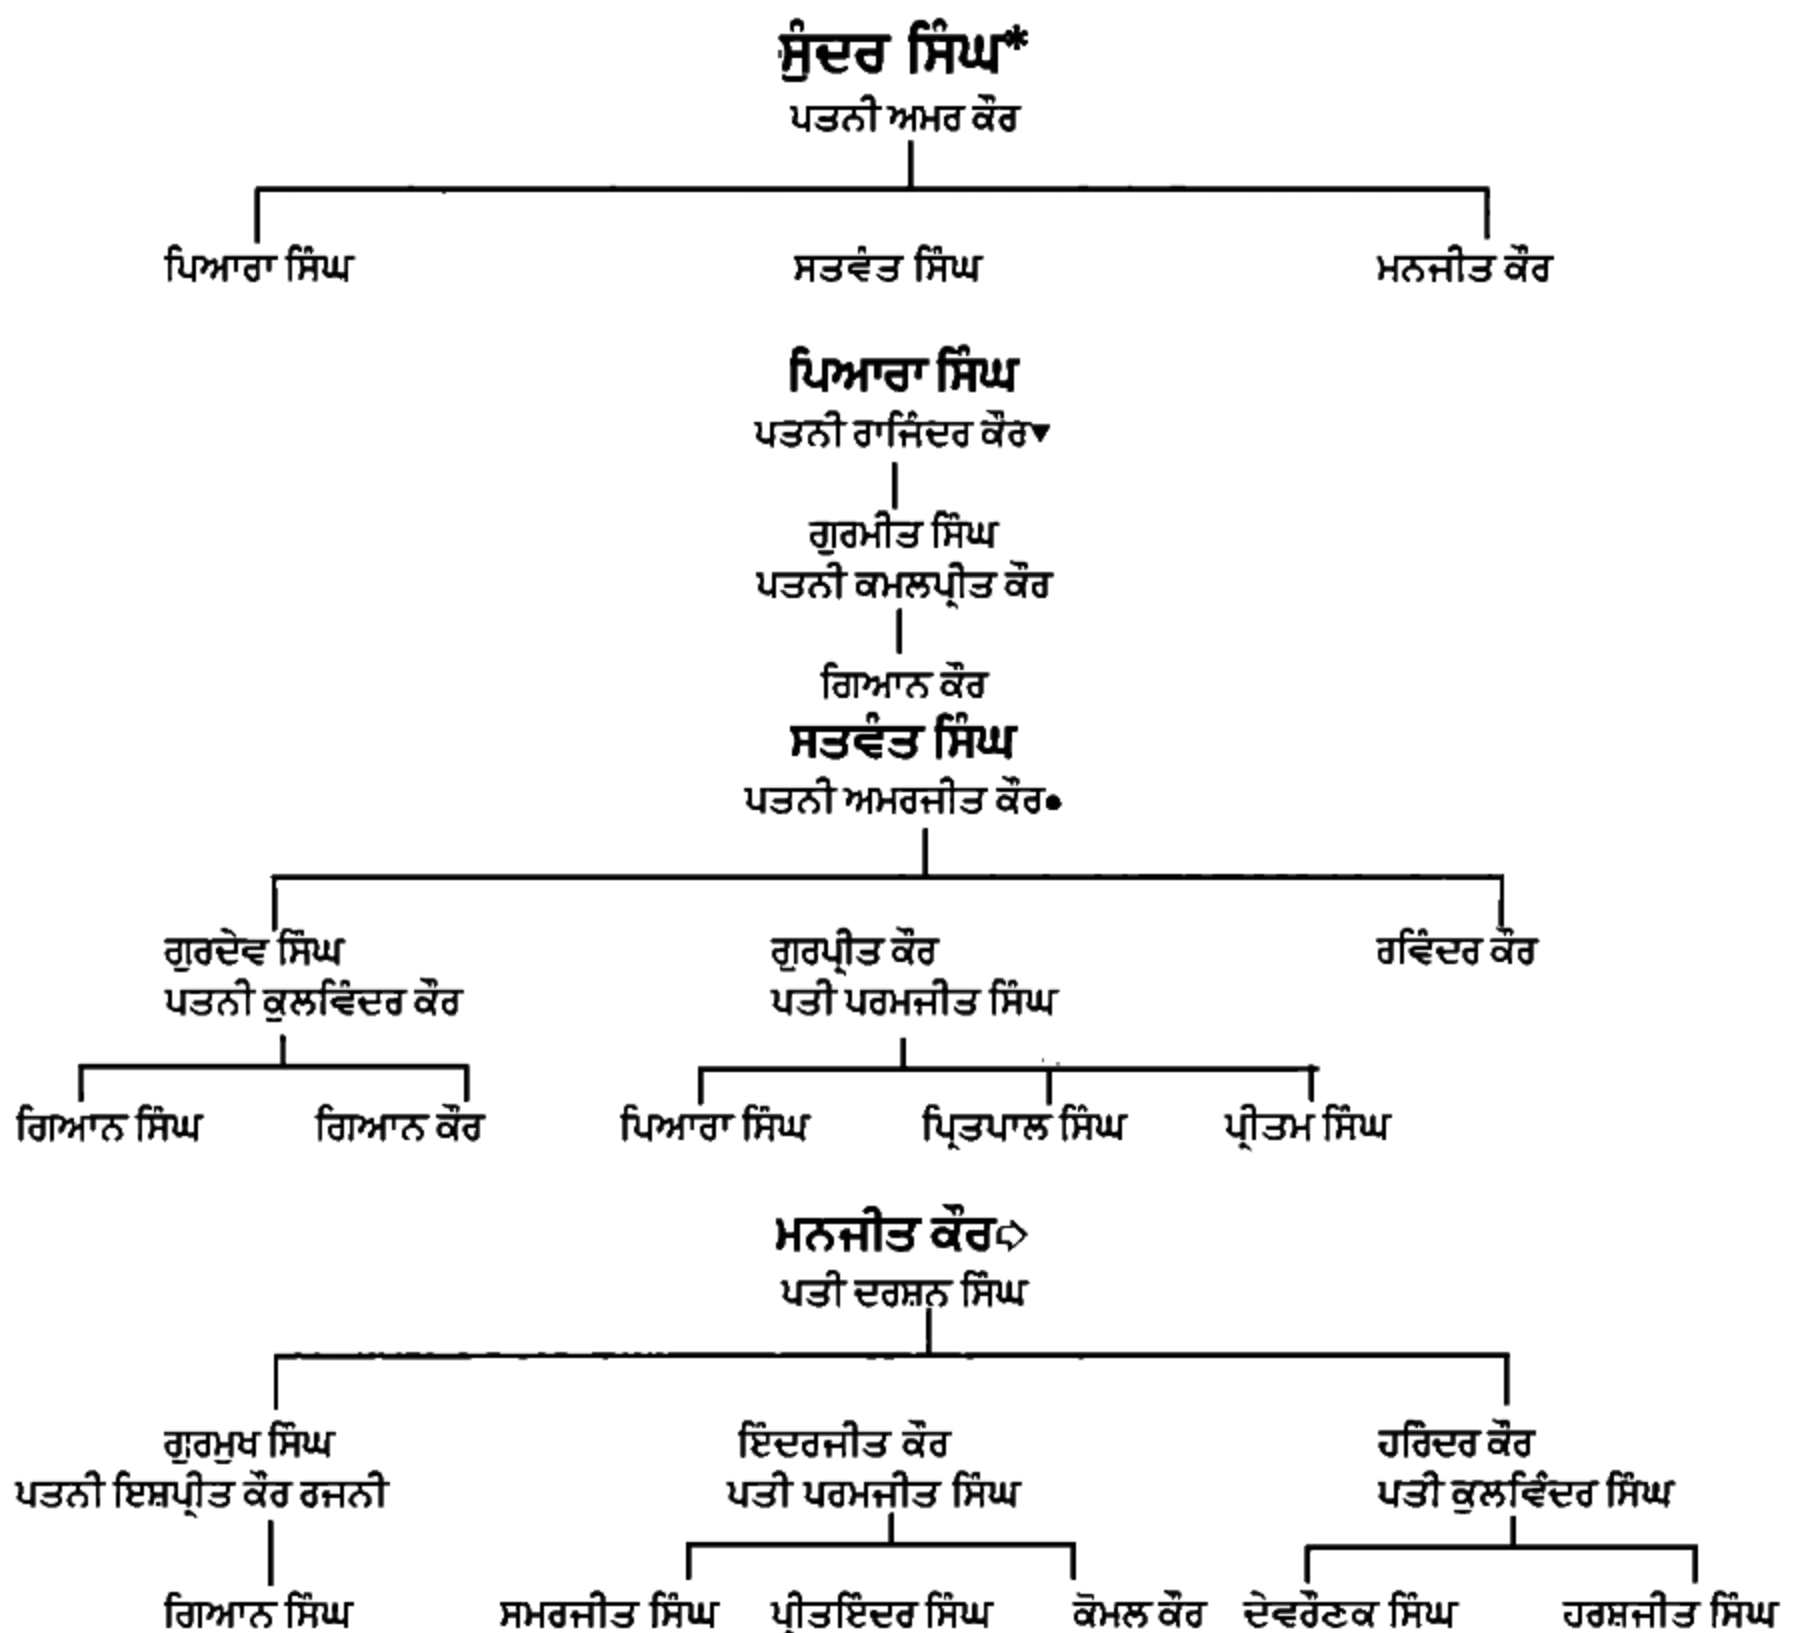 ਸੁੰਦਰ ਸਿੰਘ*
ਪਤਨੀ ਅਮਰ ਕੌਰ
ਪਿਆਰਾ ਸਿੰਘ ਸਤਵੰਤ ਸਿੰਘ ਮਨਜੀਤ ਕੌਰ
ਪਿਆਰਾ ਸਿੰਘ
ਪਤਨੀ ਰਾਜਿੰਦਰ ਕੌਰ▼
ਗੁਰਮੀਤ ਸਿੰਘ
ਪਤਨੀ ਕਮਲਪ੍ਰੀਤ ਕੌਰ
ਗਿਆਨ ਕੌਰ
ਸਤਵੰਤ ਸਿੰਘ
ਪਤਨੀ ਅਮਰਜੀਤ ਕੌਰ●
ਗੁਰਦੇਵ ਸਿੰਘ ਗੁਰਪ੍ਰੀਤ ਕੌਰ ਰਵਿੰਦਰ ਕੌਰ
ਪਤਨੀ ਕੁਲਵਿੰਦਰ ਕੌਰ ਪਤੀ ਪਰਮਜੀਤ ਸਿੰਘ
ਗਿਆਨ ਸਿੰਘ ਗਿਆਨ ਕੌਰ ਪਿਆਰਾ ਸਿੰਘ ਪ੍ਰਿਤਪਾਲ ਸਿੰਘ ਪ੍ਰੀਤਮ ਸਿੰਘ
ਮਨਜੀਤ ਕੌਰ➩
ਪਤੀ ਦਰਸ਼ਨ ਸਿੰਘ
ਗੁਰਮੁਖ ਸਿੰਘ ਇੰਦਰਜੀਤ ਕੌਰ ਹਰਿੰਦਰ ਕੌਰ
ਪਤਨੀ ਇਸ਼ਪ੍ਰੀਤ ਕੌਰ ਰਜਨੀ ਪਤੀ ਪਰਮਜੀਤ ਸਿੰਘ ਪਤੀ ਕੁਲਵਿੰਦਰ ਸਿੰਘ
ਗਿਆਨ ਸਿੰਘ ਸਮਰਜੀਤ ਸਿੰਘ ਪ੍ਰੀਤਇੰਦਰ ਸਿੰਘ ਕੋਮਲ ਕੌਰ ਦੇਵਰੌਣਕ ਸਿੰਘ ਹਰਸ਼ਜੀਤ ਸਿੰਘ